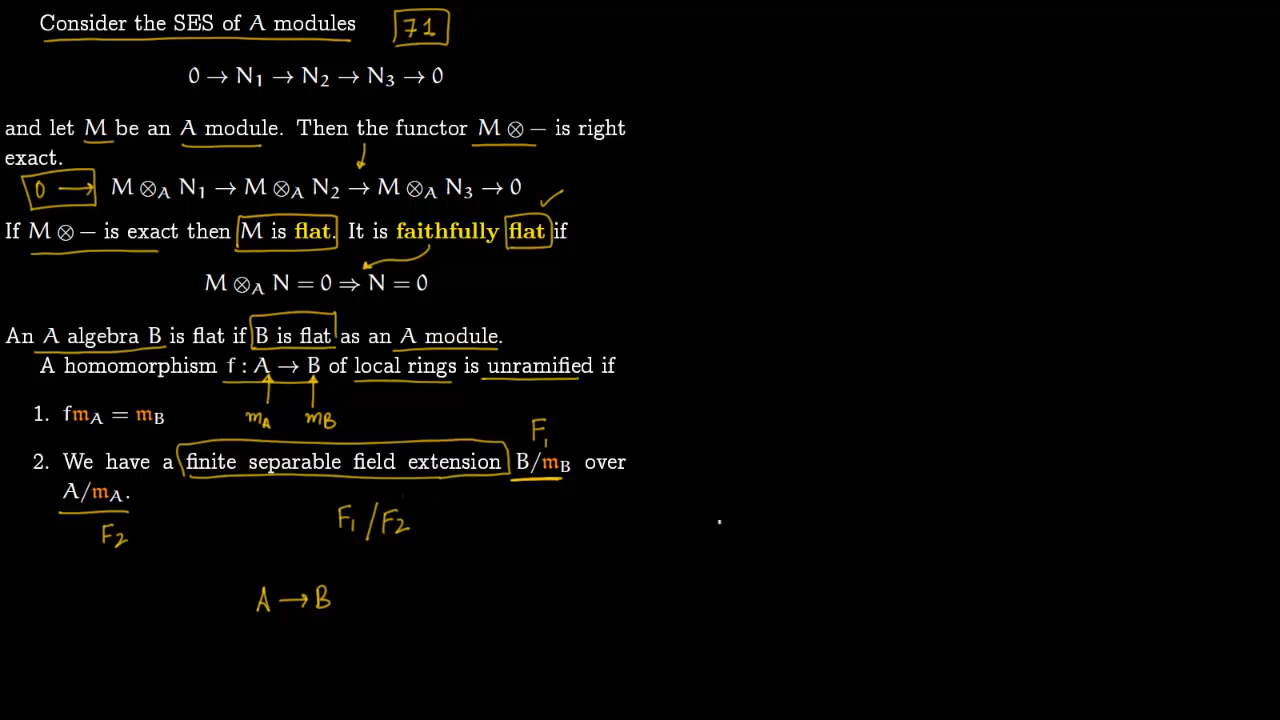 Consider the SES of A modules 71
0 → N₁ → N₂ → N₃ → 0
and let M be an A module. Then the functor M ⊗ − is right
exact.
0 → M ⊗_A N₁ → M ⊗_A N₂ → M ⊗_A N₃ → 0
If M ⊗ − is exact then M is flat. It is faithfully flat if
M ⊗_A N = 0 ⇒ N = 0
An A algebra B is flat if B is flat as an A module.
A homomorphism f : A → B of local rings is unramified if
1. fm_A = m_B
m_A m_B
F₁
2. We have a finite separable field extension B/m_B over
A/m_A.
F₂
F₁/F₂
A → B